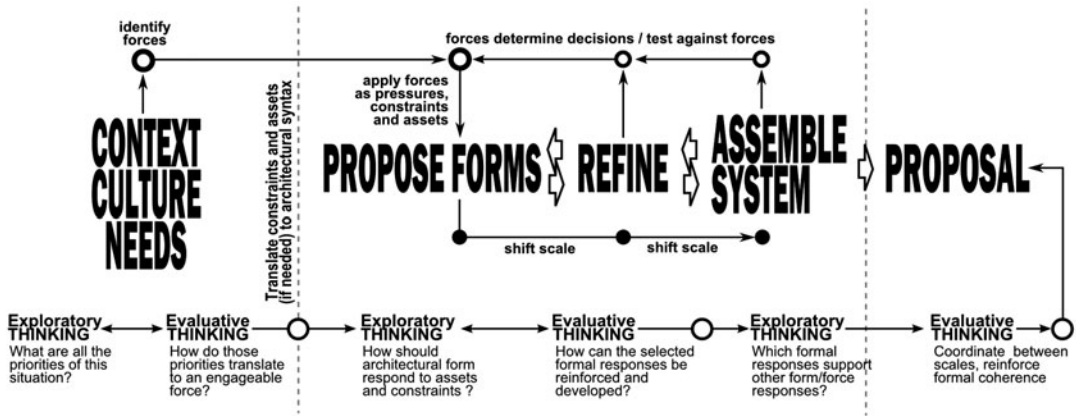 identify
forces
forces determine decisions / test against forces
apply forces
as pressures,
constraints
and assets
CONTEXT
CULTURE
NEEDS
Translate constraints and assets
(if needed) to architectural syntax
PROPOSE FORMS
REFINE
ASSEMBLE
SYSTEM
PROPOSAL
shift scale
shift scale
Exploratory
THINKING
What are all the
priorities of this
situation?
Evaluative
THINKING
How do those
priorities translate
to an engageable
force?
Exploratory
THINKING
How should
architectural form
respond to assets
and constraints ?
Evaluative
THINKING
How can the selected
formal responses be
reinforced and
developed?
Exploratory
THINKING
Which formal
responses support
other form/force
responses?
Evaluative
THINKING
Coordinate between
scales, reinforce
formal coherence